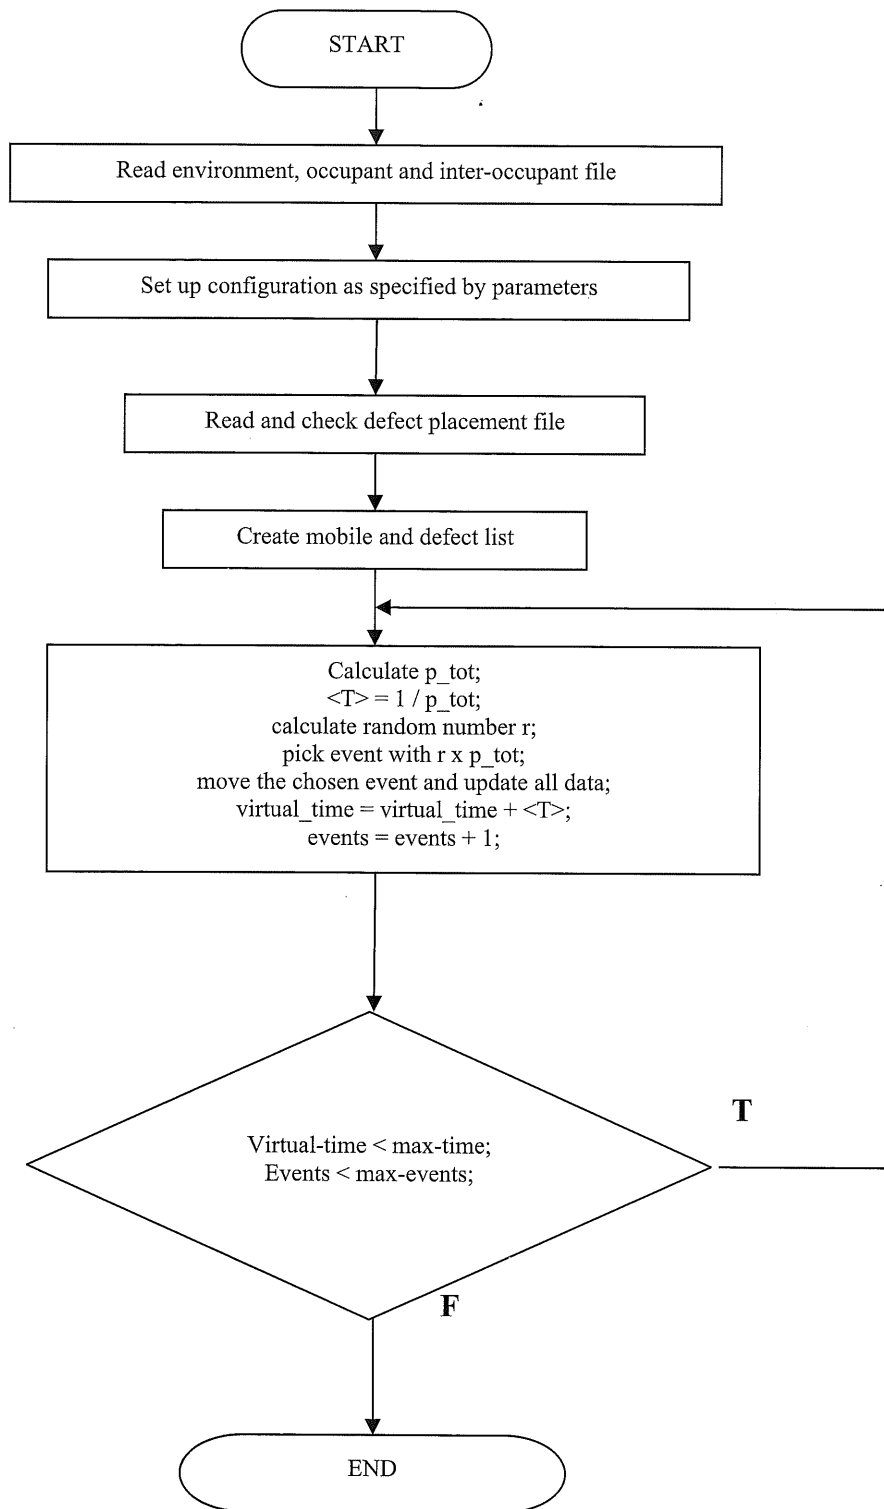 START
Read environment, occupant and inter-occupant file
Set up configuration as specified by parameters
Read and check defect placement file
Create mobile and defect list
Calculate p_tot;
<T> = 1 / p_tot;
calculate random number r;
pick event with r x p_tot;
move the chosen event and update all data;
virtual_time = virtual_time + <T>;
events = events + 1;
T
Virtual-time < max-time;
Events < max-events;
F
END